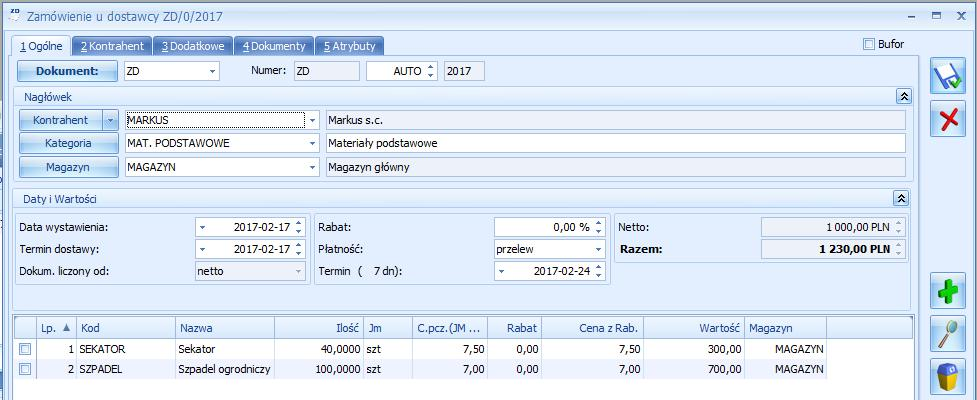 ZD Zamówienie u dostawcy ZD/0/2017
1 Ogólne 2 Kontrahent 3 Dodatkowe 4 Dokumenty 5 Atrybuty Bufor
Dokument: ZD Numer: ZD AUTO 2017
Nagłówek
Kontrahent MARKUS Markus s.c.
Kategoria MAT. PODSTAWOWE Materiały podstawowe
Magazyn MAGAZYN Magazyn główny
Daty i Wartości
Data wystawienia: 2017-02-17 Rabat: 0,00 % Netto: 1 000,00 PLN
Termin dostawy: 2017-02-17 Płatność: przelew Razem: 1 230,00 PLN
Dokum. liczony od: netto Termin ( 7 dn): 2017-02-24
Lp. Kod Nazwa Ilość Jm C.pcz.(JM ... Rabat Cena z Rab. Wartość Magazyn
1 SEKATOR Sekator 40,0000 szt 7,50 0,00 7,50 300,00 MAGAZYN
2 SZPADEL Szpadel ogrodniczy 100,0000 szt 7,00 0,00 7,00 700,00 MAGAZYN